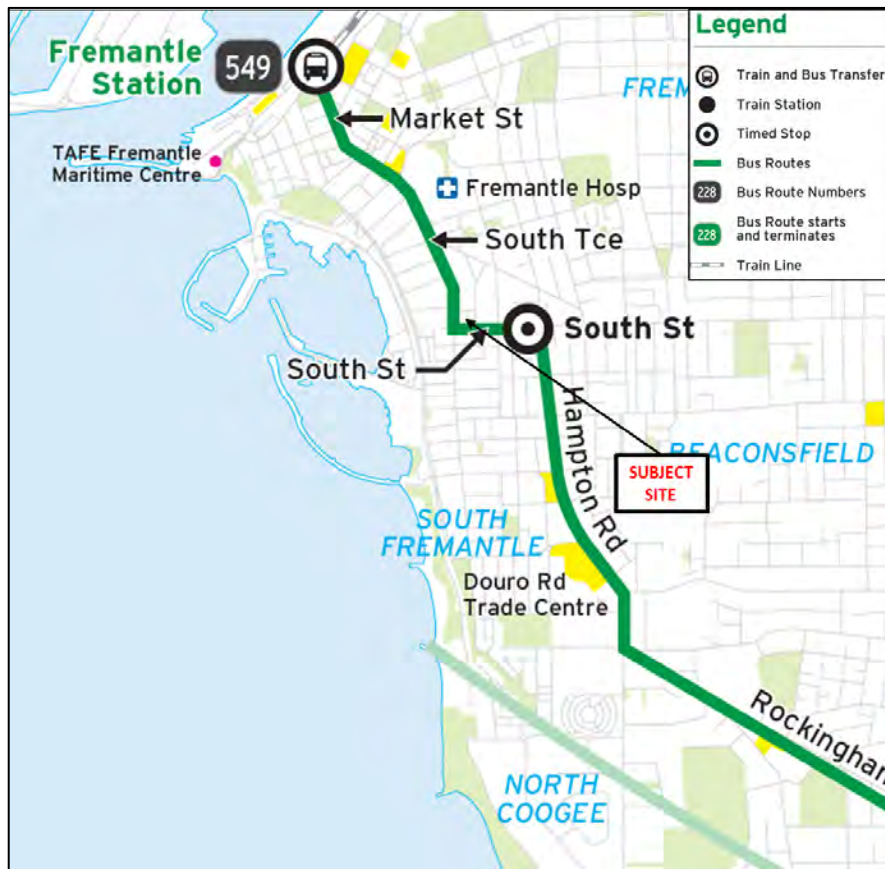 Fremantle
Station
549
Market St
TAFE Fremantle
Maritime Centre
Fremantle Hosp
South Tce
South St
South St
Hampton Rd
BEACONSFIELD
SUBJECT
SITE
SOUTH
FREMANTLE
Douro Rd
Trade Centre
Rockingham
NORTH
COOGEE
FREM
Legend
Train and Bus Transfer
Train Station
Timed Stop
Bus Routes
228
Bus Route Numbers
228
Bus Route starts
and terminates
Train Line